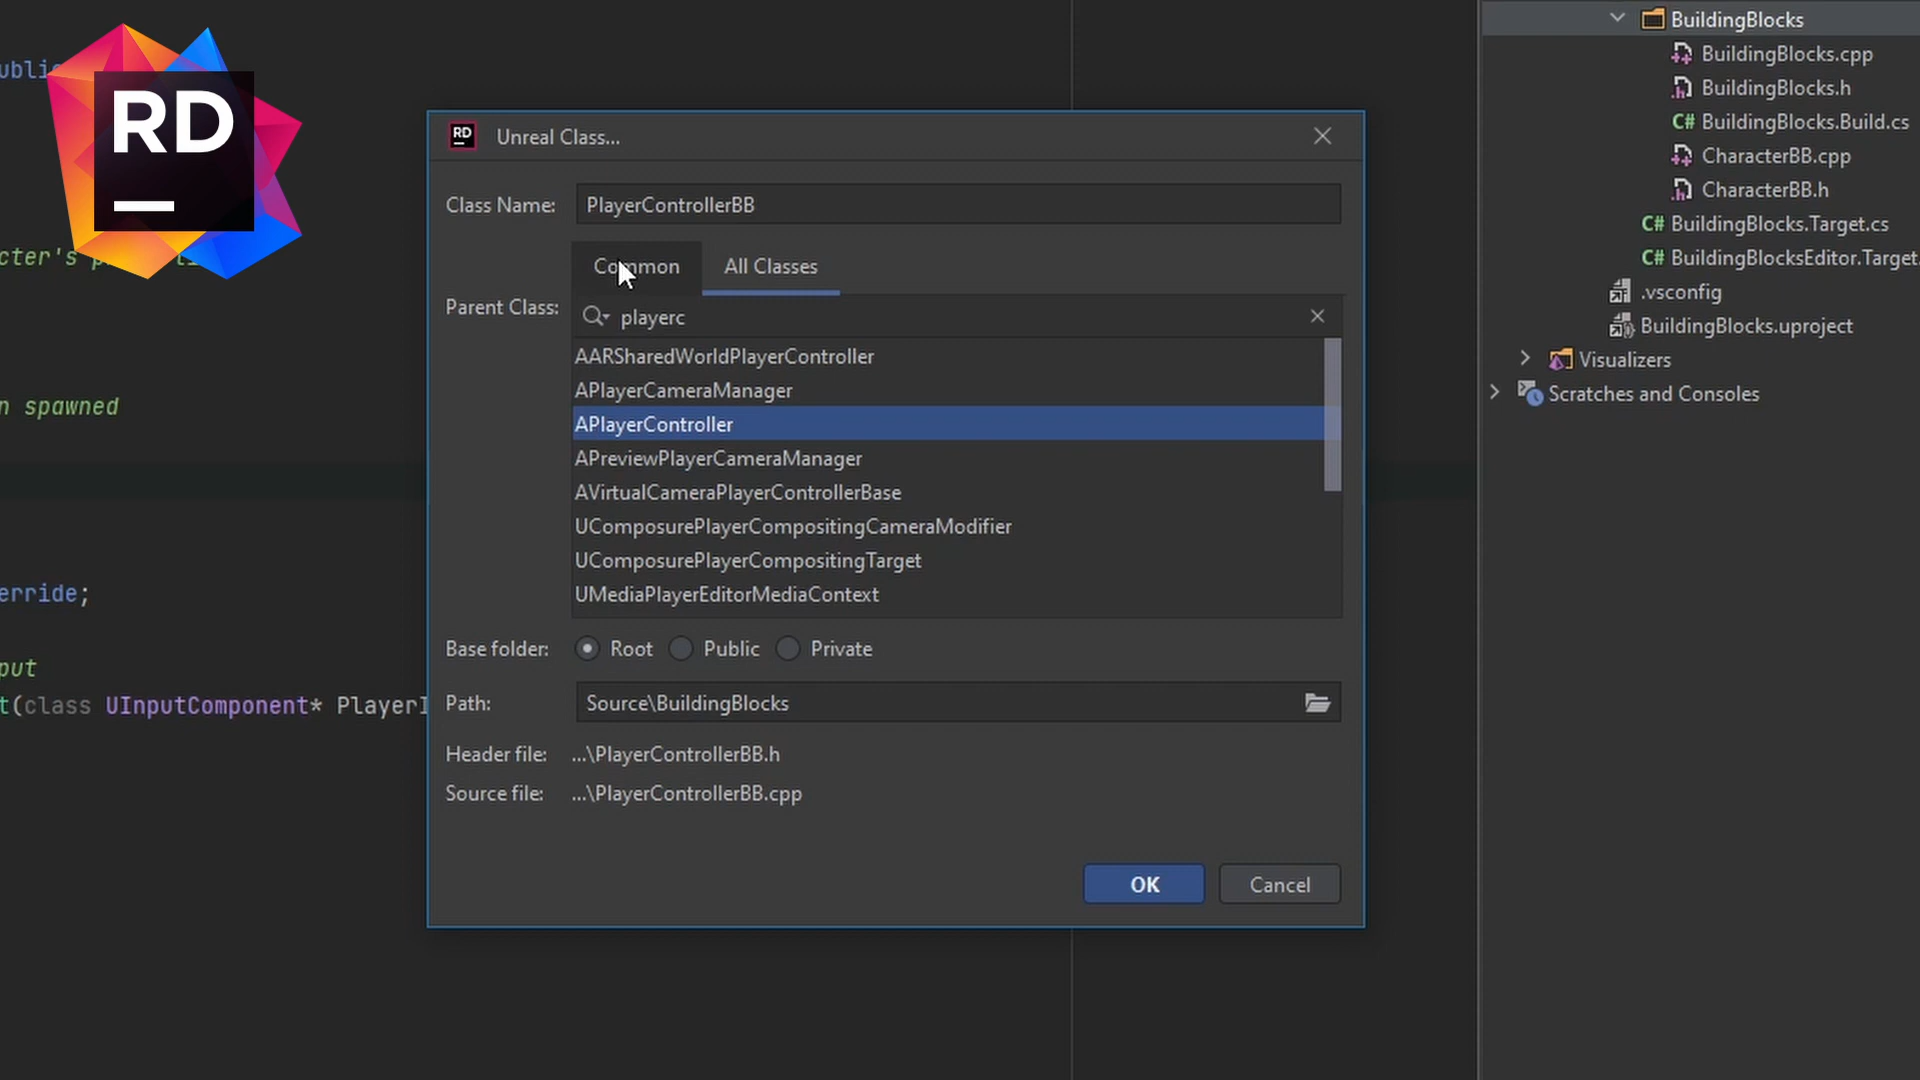 RD
ublic
cter's p
n spawned
erride;
put
t(class UInputComponent* PlayerI
RD
Unreal Class...
Class Name: PlayerControllerBB
Common All Classes
Parent Class: playerc
AARSharedWorldPlayerController
APlayerCameraManager
APlayerController
APreviewPlayerCameraManager
AVirtualCameraPlayerControllerBase
UComposurePlayerCompositingCameraModifier
UComposurePlayerCompositingTarget
UMediaPlayerEditorMediaContext
Base folder: Root Public Private
Path: Source\BuildingBlocks
Header file: ...\PlayerControllerBB.h
Source file: ...\PlayerControllerBB.cpp
OK Cancel
BuildingBlocks
BuildingBlocks.cpp
BuildingBlocks.h
C# BuildingBlocks.Build.cs
CharacterBB.cpp
CharacterBB.h
C# BuildingBlocks.Target.cs
C# BuildingBlocksEditor.Target.
.vsconfig
BuildingBlocks.uproject
Visualizers
Scratches and Consoles